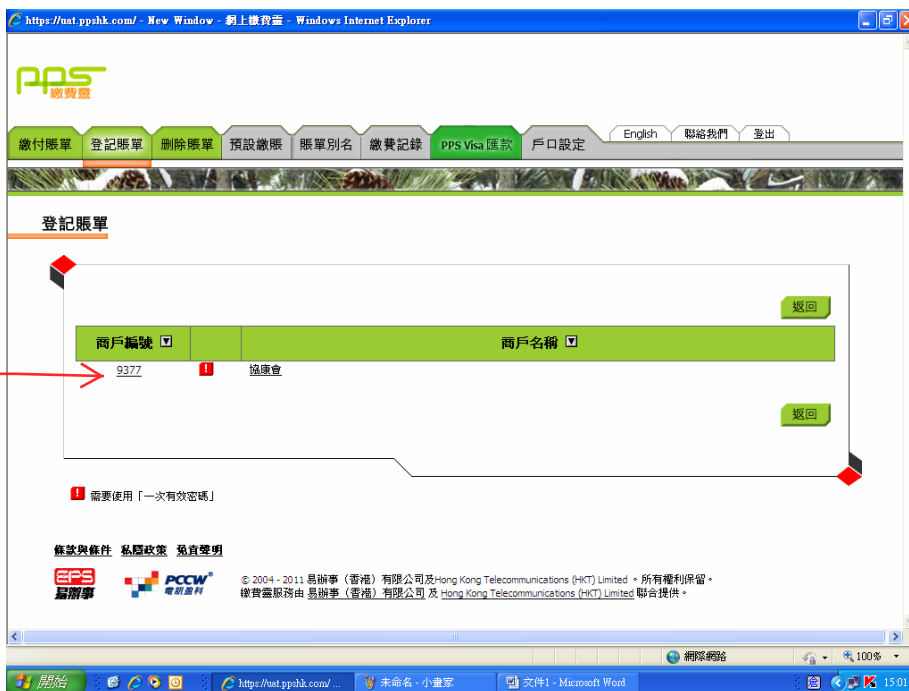 https://uat.ppshk.com/ - New Window - 網上繳費靈 - Windows Internet Explorer
pps
繳費靈
繳付賬單 登記賬單 刪除賬單 預設繳賬 賬單別名 繳費記錄 PPS Visa 匯款 戶口設定 English 聯絡我們 登出
登記賬單
返回
商戶編號 商戶名稱
9377 ! 協康會
返回
! 需要使用「一次有效密碼」
條款與條件 私隱政策 免責聲明
EPS 易辦事 PCCW 電訊盈科 © 2004 - 2011 易辦事（香港）有限公司及Hong Kong Telecommunications (HKT) Limited。所有權利保留。
繳費靈服務由 易辦事（香港）有限公司 及 Hong Kong Telecommunications (HKT) Limited 聯合提供。
網際網路 100%
開始 https://uat.ppshk.com/ ... 未命名 - 小畫家 文件1 - Microsoft Word 15:01